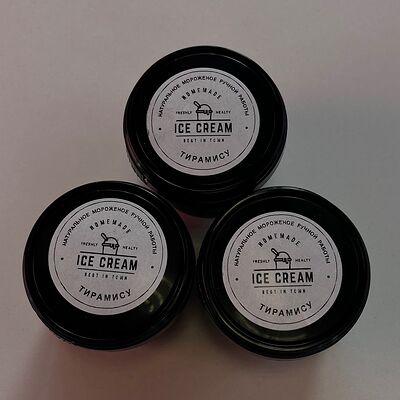 НАТУРАЛЬНОЕ МОРОЖЕНОЕ РУЧНОЙ РАБОТЫ
HOMEMADE
FRESHLY HEALTY
ICE CREAM
BEST IN TOWN
ТИРАМИСУ
НАТУРАЛЬНОЕ МОРОЖЕНОЕ РУЧНОЙ РАБОТЫ
HOMEMADE
FRESHLY HEALTY
ICE CREAM
BEST IN TOWN
ТИРАМИСУ
НАТУРАЛЬНОЕ МОРОЖЕНОЕ РУЧНОЙ РАБОТЫ
HOMEMADE
FRESHLY HEALTY
ICE CREAM
BEST IN TOWN
ТИРАМИСУ